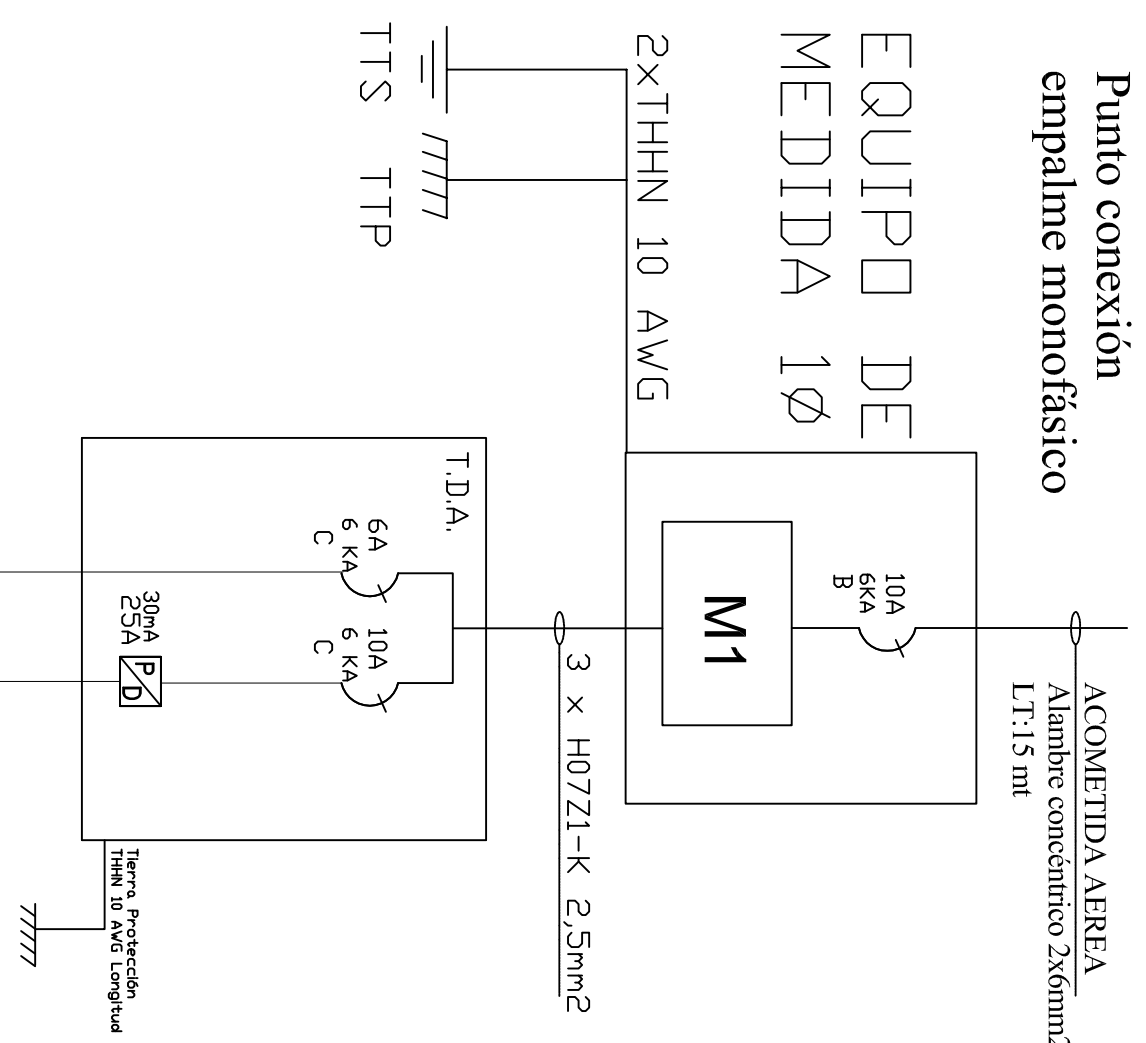 Punto conexión
empalme monofásico
EQUIPO DE
MEDIDA 1Ø
2xTHHN 10 AWG
TTS TTP
ACOMETIDA AEREA
Alambre concéntrico 2x6mm2
LT:15 mt
10A
6KA
B
M1
3 x H07Z1-K 2,5mm2
T.D.A.
6A
6 KA
C
10A
6 KA
C
30mA
25A
P/D
Tierra Protección
THHN 10 AWG Longitud